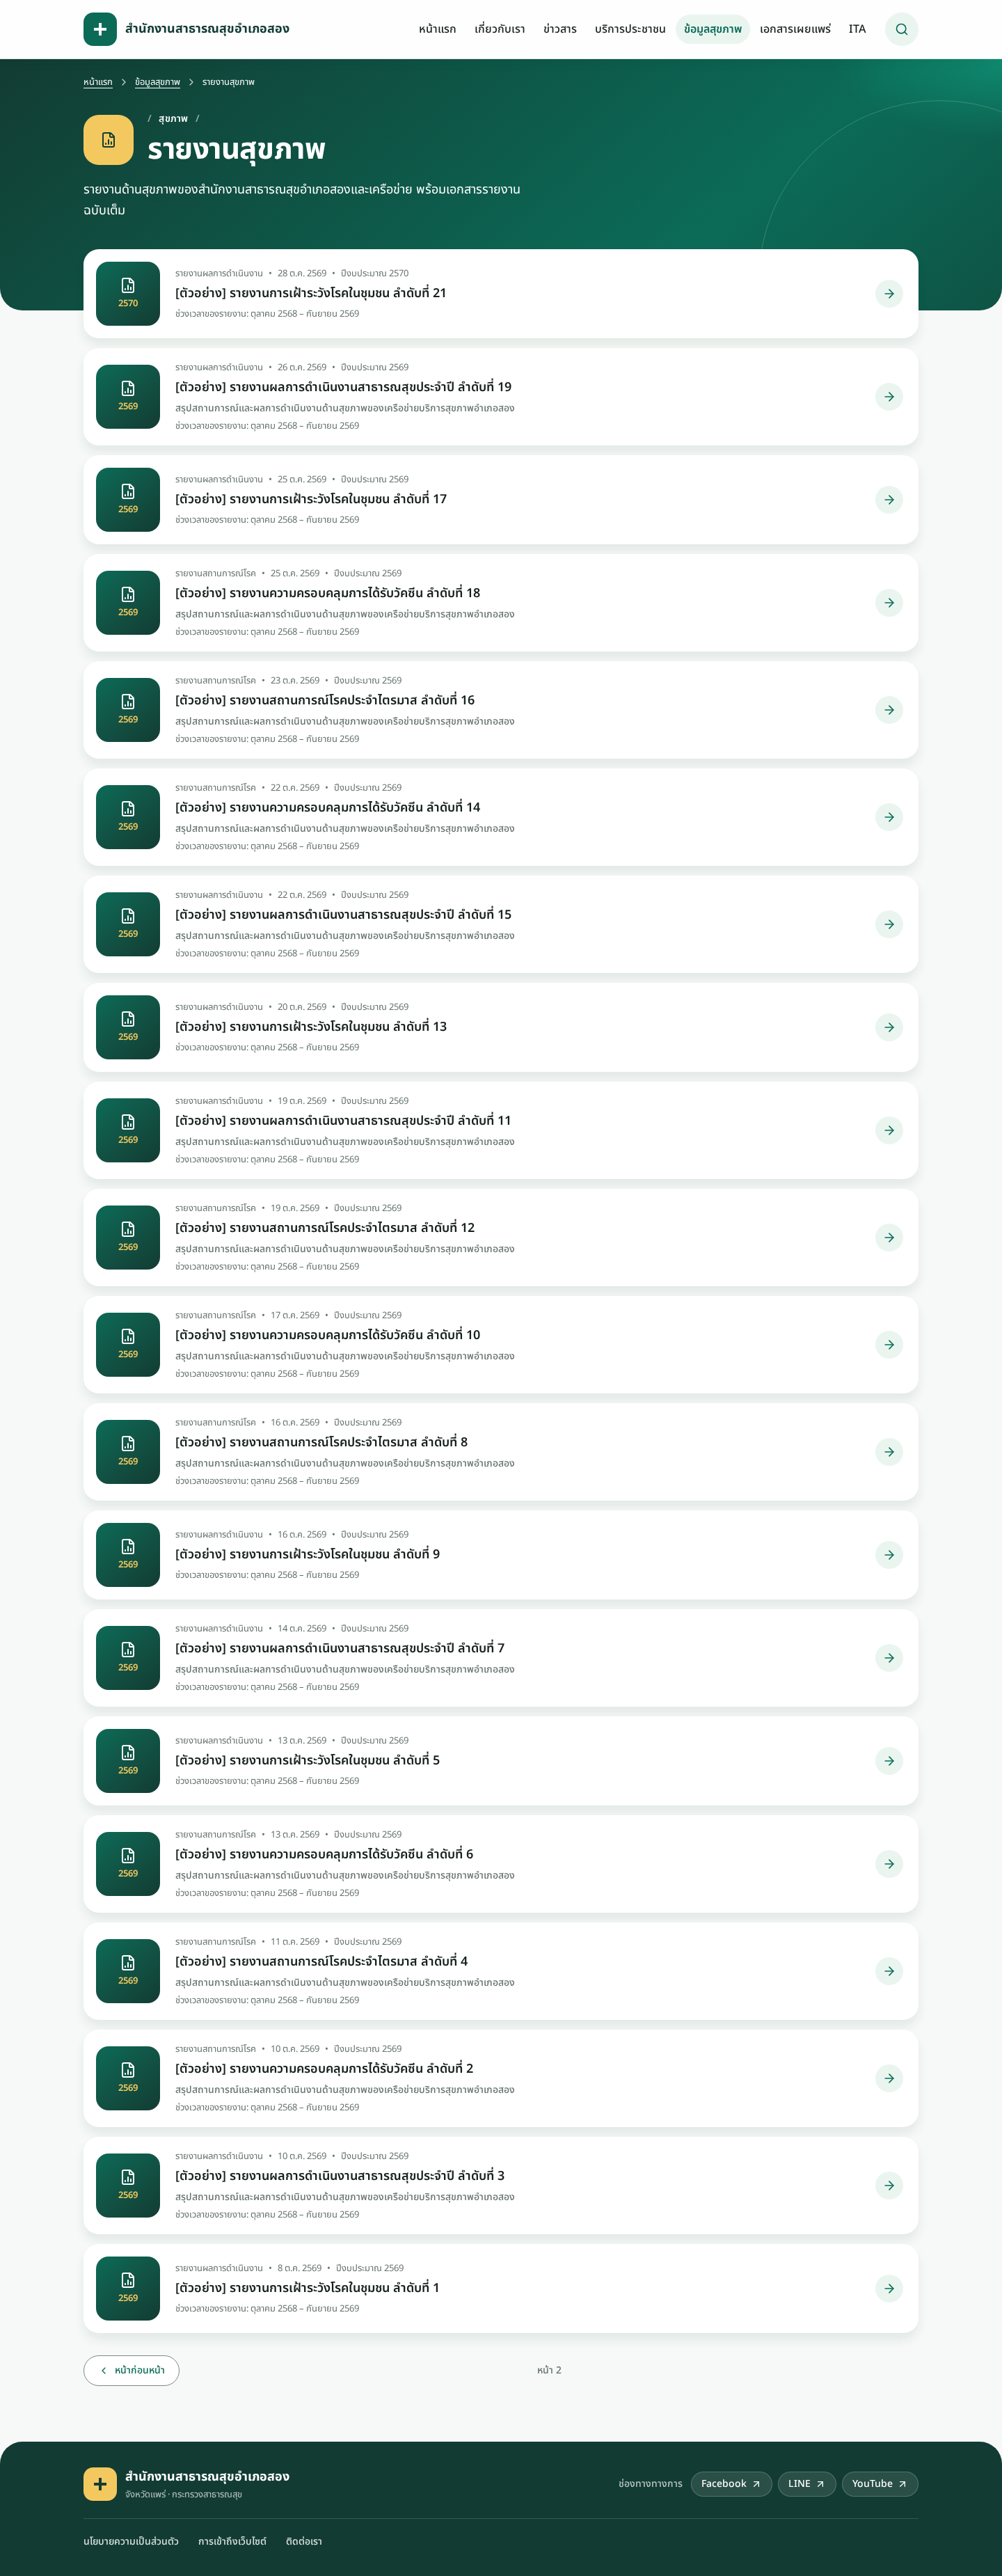 สำนักงานสาธารณสุขอำเภอสอง
หน้าแรก เกี่ยวกับเรา ข่าวสาร บริการประชาชน ข้อมูลสุขภาพ เอกสารเผยแพร่ ITA
หน้าแรก > ข้อมูลสุขภาพ > รายงานสุขภาพ
/ สุขภาพ /
รายงานสุขภาพ
รายงานด้านสุขภาพของสำนักงานสาธารณสุขอำเภอสองและเครือข่าย พร้อมเอกสารรายงาน
ฉบับเต็ม
รายงานผลการดำเนินงาน • 28 ต.ค. 2569 • ปีงบประมาณ 2570
2570
[ตัวอย่าง] รายงานการเฝ้าระวังโรคในชุมชน ลำดับที่ 21
ช่วงเวลาของรายงาน: ตุลาคม 2568 – กันยายน 2569
รายงานผลการดำเนินงาน • 26 ต.ค. 2569 • ปีงบประมาณ 2569
2569
[ตัวอย่าง] รายงานผลการดำเนินงานสาธารณสุขประจำปี ลำดับที่ 19
สรุปสถานการณ์และผลการดำเนินงานด้านสุขภาพของเครือข่ายบริการสุขภาพอำเภอสอง
ช่วงเวลาของรายงาน: ตุลาคม 2568 – กันยายน 2569
รายงานผลการดำเนินงาน • 25 ต.ค. 2569 • ปีงบประมาณ 2569
2569
[ตัวอย่าง] รายงานการเฝ้าระวังโรคในชุมชน ลำดับที่ 17
ช่วงเวลาของรายงาน: ตุลาคม 2568 – กันยายน 2569
รายงานสถานการณ์โรค • 25 ต.ค. 2569 • ปีงบประมาณ 2569
2569
[ตัวอย่าง] รายงานความครอบคลุมการได้รับวัคซีน ลำดับที่ 18
สรุปสถานการณ์และผลการดำเนินงานด้านสุขภาพของเครือข่ายบริการสุขภาพอำเภอสอง
ช่วงเวลาของรายงาน: ตุลาคม 2568 – กันยายน 2569
รายงานสถานการณ์โรค • 23 ต.ค. 2569 • ปีงบประมาณ 2569
2569
[ตัวอย่าง] รายงานสถานการณ์โรคประจำไตรมาส ลำดับที่ 16
สรุปสถานการณ์และผลการดำเนินงานด้านสุขภาพของเครือข่ายบริการสุขภาพอำเภอสอง
ช่วงเวลาของรายงาน: ตุลาคม 2568 – กันยายน 2569
รายงานสถานการณ์โรค • 22 ต.ค. 2569 • ปีงบประมาณ 2569
2569
[ตัวอย่าง] รายงานความครอบคลุมการได้รับวัคซีน ลำดับที่ 14
สรุปสถานการณ์และผลการดำเนินงานด้านสุขภาพของเครือข่ายบริการสุขภาพอำเภอสอง
ช่วงเวลาของรายงาน: ตุลาคม 2568 – กันยายน 2569
รายงานผลการดำเนินงาน • 22 ต.ค. 2569 • ปีงบประมาณ 2569
2569
[ตัวอย่าง] รายงานผลการดำเนินงานสาธารณสุขประจำปี ลำดับที่ 15
สรุปสถานการณ์และผลการดำเนินงานด้านสุขภาพของเครือข่ายบริการสุขภาพอำเภอสอง
ช่วงเวลาของรายงาน: ตุลาคม 2568 – กันยายน 2569
รายงานผลการดำเนินงาน • 20 ต.ค. 2569 • ปีงบประมาณ 2569
2569
[ตัวอย่าง] รายงานการเฝ้าระวังโรคในชุมชน ลำดับที่ 13
ช่วงเวลาของรายงาน: ตุลาคม 2568 – กันยายน 2569
รายงานผลการดำเนินงาน • 19 ต.ค. 2569 • ปีงบประมาณ 2569
2569
[ตัวอย่าง] รายงานผลการดำเนินงานสาธารณสุขประจำปี ลำดับที่ 11
สรุปสถานการณ์และผลการดำเนินงานด้านสุขภาพของเครือข่ายบริการสุขภาพอำเภอสอง
ช่วงเวลาของรายงาน: ตุลาคม 2568 – กันยายน 2569
รายงานสถานการณ์โรค • 19 ต.ค. 2569 • ปีงบประมาณ 2569
2569
[ตัวอย่าง] รายงานสถานการณ์โรคประจำไตรมาส ลำดับที่ 12
สรุปสถานการณ์และผลการดำเนินงานด้านสุขภาพของเครือข่ายบริการสุขภาพอำเภอสอง
ช่วงเวลาของรายงาน: ตุลาคม 2568 – กันยายน 2569
รายงานสถานการณ์โรค • 17 ต.ค. 2569 • ปีงบประมาณ 2569
2569
[ตัวอย่าง] รายงานความครอบคลุมการได้รับวัคซีน ลำดับที่ 10
สรุปสถานการณ์และผลการดำเนินงานด้านสุขภาพของเครือข่ายบริการสุขภาพอำเภอสอง
ช่วงเวลาของรายงาน: ตุลาคม 2568 – กันยายน 2569
รายงานสถานการณ์โรค • 16 ต.ค. 2569 • ปีงบประมาณ 2569
2569
[ตัวอย่าง] รายงานสถานการณ์โรคประจำไตรมาส ลำดับที่ 8
สรุปสถานการณ์และผลการดำเนินงานด้านสุขภาพของเครือข่ายบริการสุขภาพอำเภอสอง
ช่วงเวลาของรายงาน: ตุลาคม 2568 – กันยายน 2569
รายงานผลการดำเนินงาน • 16 ต.ค. 2569 • ปีงบประมาณ 2569
2569
[ตัวอย่าง] รายงานการเฝ้าระวังโรคในชุมชน ลำดับที่ 9
ช่วงเวลาของรายงาน: ตุลาคม 2568 – กันยายน 2569
รายงานผลการดำเนินงาน • 14 ต.ค. 2569 • ปีงบประมาณ 2569
2569
[ตัวอย่าง] รายงานผลการดำเนินงานสาธารณสุขประจำปี ลำดับที่ 7
สรุปสถานการณ์และผลการดำเนินงานด้านสุขภาพของเครือข่ายบริการสุขภาพอำเภอสอง
ช่วงเวลาของรายงาน: ตุลาคม 2568 – กันยายน 2569
รายงานผลการดำเนินงาน • 13 ต.ค. 2569 • ปีงบประมาณ 2569
2569
[ตัวอย่าง] รายงานการเฝ้าระวังโรคในชุมชน ลำดับที่ 5
ช่วงเวลาของรายงาน: ตุลาคม 2568 – กันยายน 2569
รายงานสถานการณ์โรค • 13 ต.ค. 2569 • ปีงบประมาณ 2569
2569
[ตัวอย่าง] รายงานความครอบคลุมการได้รับวัคซีน ลำดับที่ 6
สรุปสถานการณ์และผลการดำเนินงานด้านสุขภาพของเครือข่ายบริการสุขภาพอำเภอสอง
ช่วงเวลาของรายงาน: ตุลาคม 2568 – กันยายน 2569
รายงานสถานการณ์โรค • 11 ต.ค. 2569 • ปีงบประมาณ 2569
2569
[ตัวอย่าง] รายงานสถานการณ์โรคประจำไตรมาส ลำดับที่ 4
สรุปสถานการณ์และผลการดำเนินงานด้านสุขภาพของเครือข่ายบริการสุขภาพอำเภอสอง
ช่วงเวลาของรายงาน: ตุลาคม 2568 – กันยายน 2569
รายงานสถานการณ์โรค • 10 ต.ค. 2569 • ปีงบประมาณ 2569
2569
[ตัวอย่าง] รายงานความครอบคลุมการได้รับวัคซีน ลำดับที่ 2
สรุปสถานการณ์และผลการดำเนินงานด้านสุขภาพของเครือข่ายบริการสุขภาพอำเภอสอง
ช่วงเวลาของรายงาน: ตุลาคม 2568 – กันยายน 2569
รายงานผลการดำเนินงาน • 10 ต.ค. 2569 • ปีงบประมาณ 2569
2569
[ตัวอย่าง] รายงานผลการดำเนินงานสาธารณสุขประจำปี ลำดับที่ 3
สรุปสถานการณ์และผลการดำเนินงานด้านสุขภาพของเครือข่ายบริการสุขภาพอำเภอสอง
ช่วงเวลาของรายงาน: ตุลาคม 2568 – กันยายน 2569
รายงานผลการดำเนินงาน • 8 ต.ค. 2569 • ปีงบประมาณ 2569
2569
[ตัวอย่าง] รายงานการเฝ้าระวังโรคในชุมชน ลำดับที่ 1
ช่วงเวลาของรายงาน: ตุลาคม 2568 – กันยายน 2569
หน้าก่อนหน้า หน้า 2
สำนักงานสาธารณสุขอำเภอสอง
จังหวัดแพร่ · กระทรวงสาธารณสุข
ช่องทางทางการ Facebook LINE YouTube
นโยบายความเป็นส่วนตัว การเข้าถึงเว็บไซต์ ติดต่อเรา